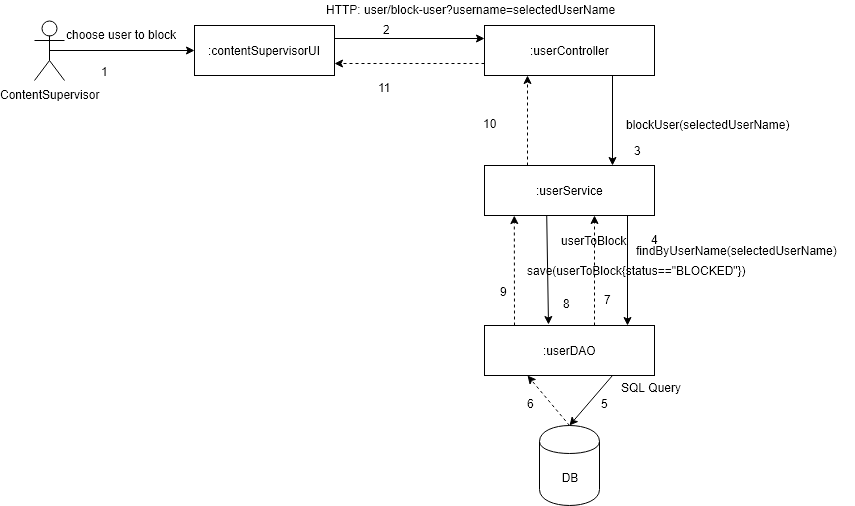 HTTP: user/block-user?username=selectedUserName
choose user to block
2
1
:contentSupervisorUI
:userController
11
ContentSupervisor
10
blockUser(selectedUserName)
3
:userService
userToBlock
4
findByUserName(selectedUserName)
save(userToBlock{status=="BLOCKED"})
9
8
7
:userDAO
SQL Query
6
5
DB